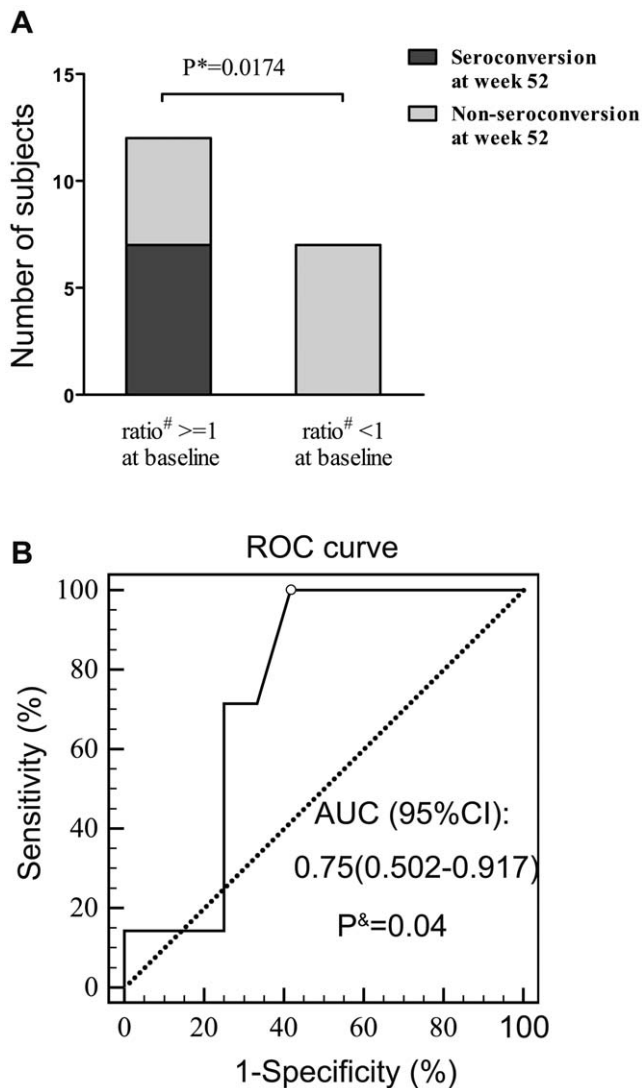 A
P*=0.0174
Seroconversion
at week 52
Non-seroconversion
at week 52
Number of subjects
15
10
5
0
ratio# >=1
at baseline
ratio# <1
at baseline
B
ROC curve
Sensitivity (%)
100
80
60
40
20
0
AUC (95%CI):
0.75(0.502-0.917)
P&=0.04
0 20 40 60 80 100
1-Specificity (%)